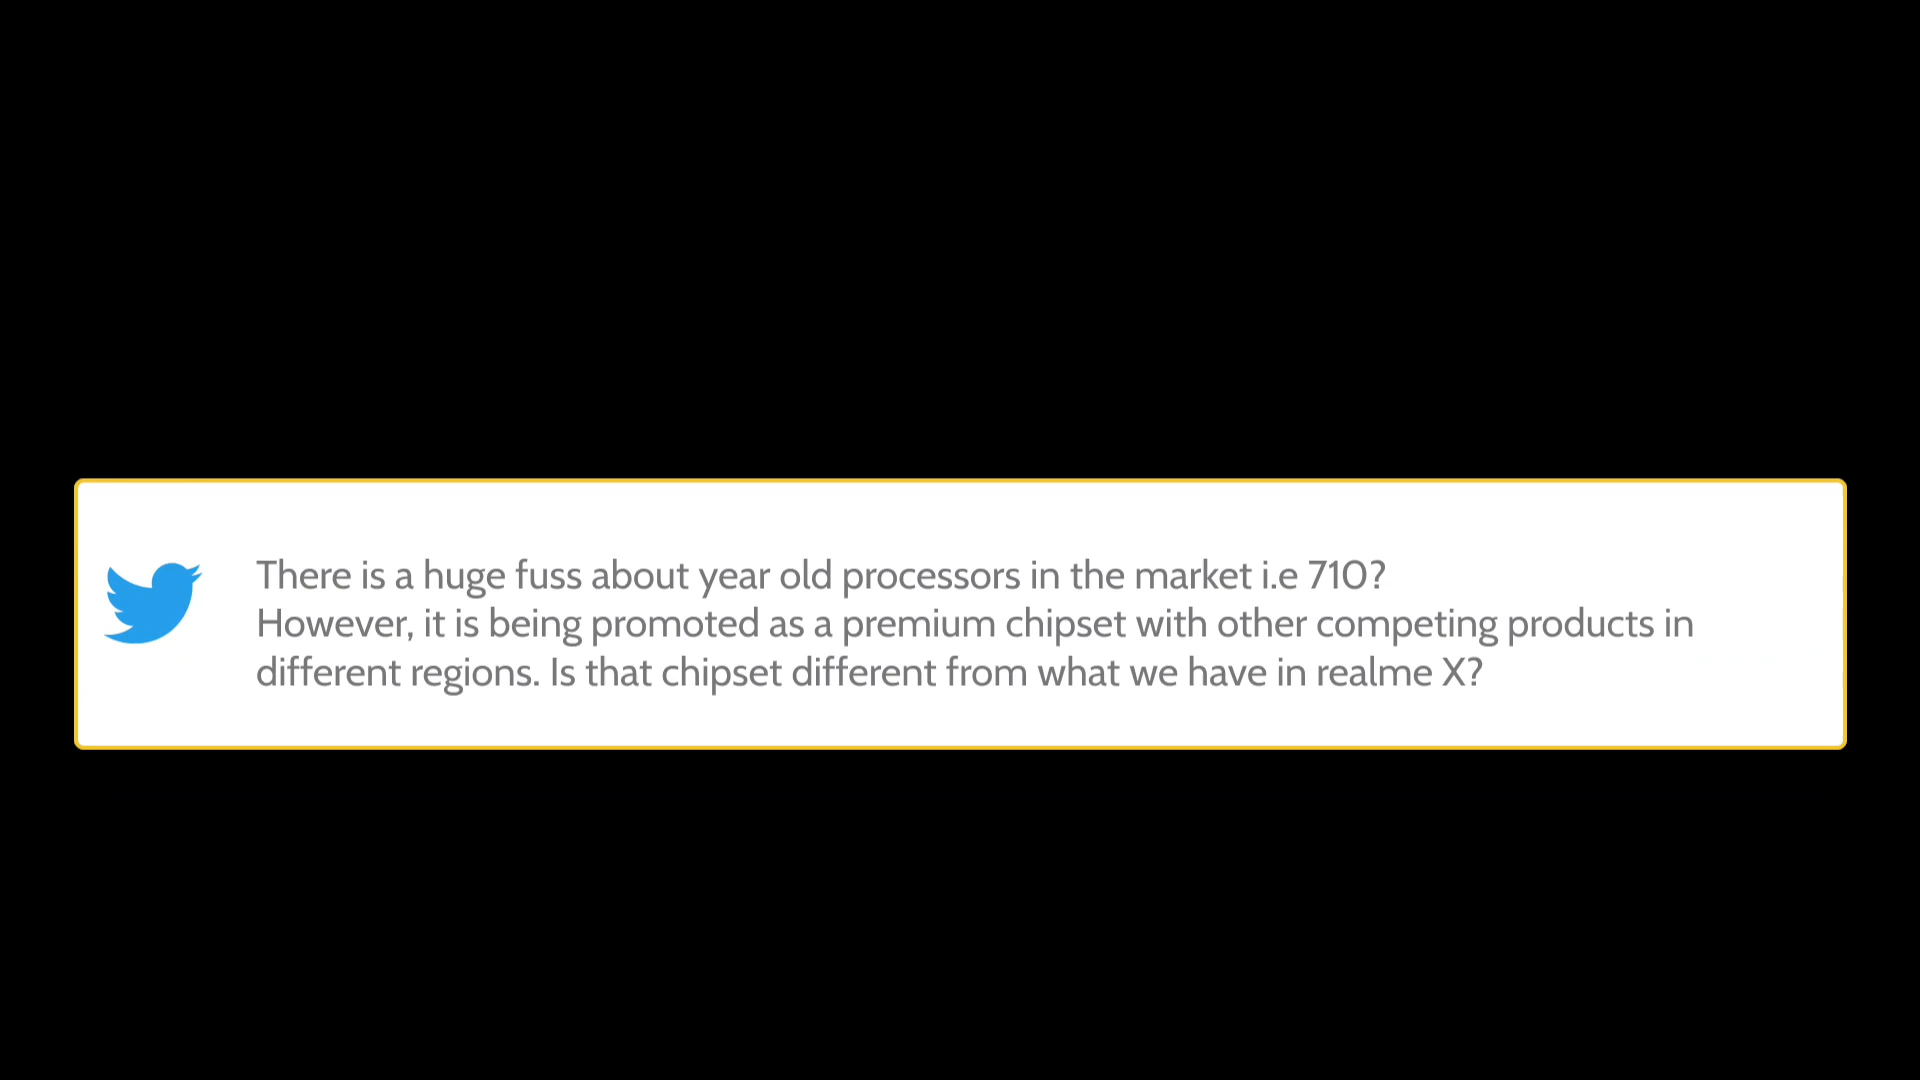 There is a huge fuss about year old processors in the market i.e 710?
However, it is being promoted as a premium chipset with other competing products in
different regions. Is that chipset different from what we have in realme X?